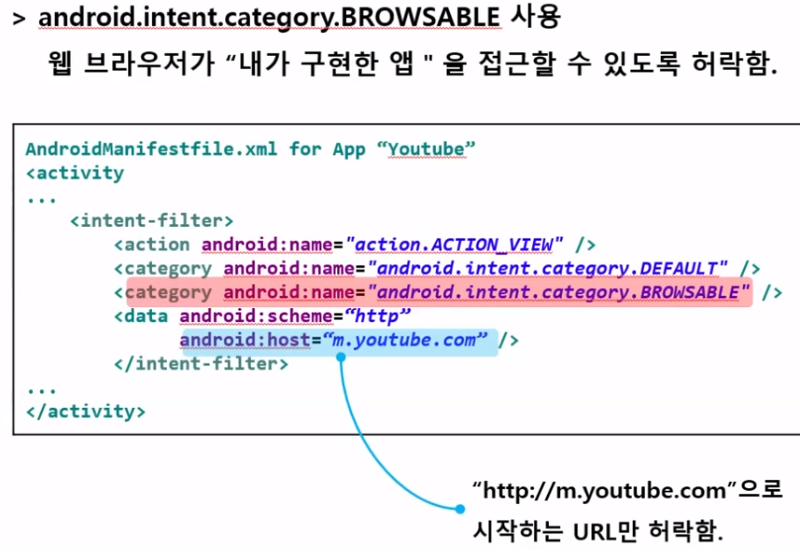 > android.intent.category.BROWSABLE 사용
웹 브라우저가 “내가 구현한 앱 " 을 접근할 수 있도록 허락함.
AndroidManifestfile.xml for App “Youtube”
<activity
...
<intent-filter>
<action android:name="action.ACTION_VIEW" />
<category android:name="android.intent.category.DEFAULT" />
<category android:name="android.intent.category.BROWSABLE" />
<data android:scheme=“http”
android:host=“m.youtube.com” />
</intent-filter>
...
</activity>
“http://m.youtube.com”으로
시작하는 URL만 허락함.